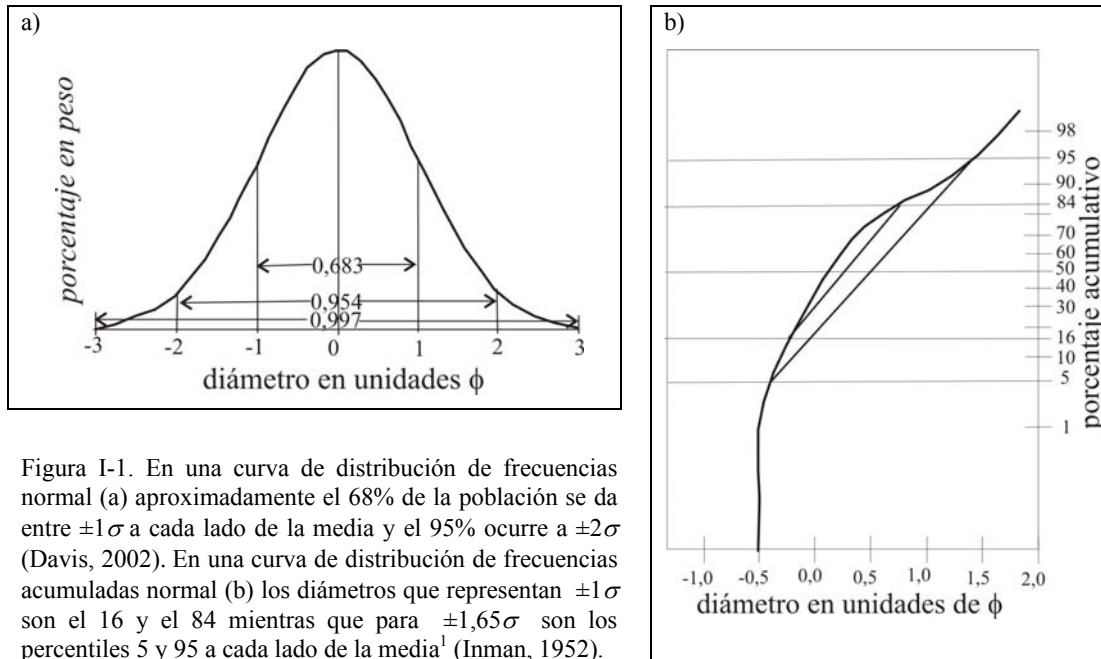 a)
porcentaje en peso
0,683
0,954
0,997
-3 -2 -1 0 1 2 3
diámetro en unidades ϕ
b)
98
95
90
84
70
60
50
40
30
16
10
5
1
porcentaje acumulativo
-1,0 -0,5 0,0 0,5 1,0 1,5 2,0
diámetro en unidades de ϕ
Figura I-1. En una curva de distribución de frecuencias
normal (a) aproximadamente el 68% de la población se da
entre ±1σ a cada lado de la media y el 95% ocurre a ±2σ
(Davis, 2002). En una curva de distribución de frecuencias
acumuladas normal (b) los diámetros que representan ±1σ
son el 16 y el 84 mientras que para ±1,65σ son los
percentiles 5 y 95 a cada lado de la media¹ (Inman, 1952).